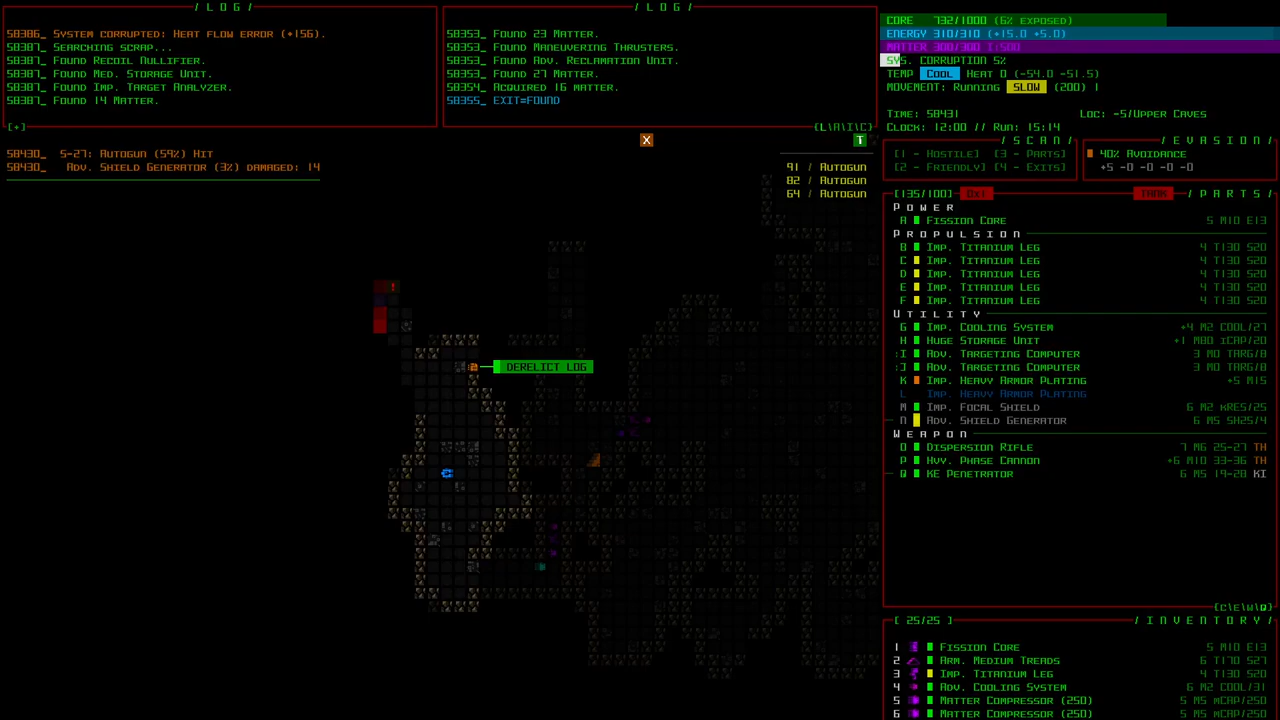 / L O G /
58386_ System corrupted: Heat flow error (+156).
58387_ Searching scrap...
58387_ Found Recoil Nullifier.
58387_ Found Med. Storage Unit.
58387_ Found Imp. Target Analyzer.
58387_ Found 14 Matter.
[+]
/ L O G /
58353_ Found 23 Matter.
58353_ Found Maneuvering Thrusters.
58353_ Found Adv. Reclamation Unit.
58353_ Found 27 Matter.
58354_ Acquired 16 matter.
58355_ EXIT=FOUND
{L\A\I\C}
58430_ S-27: Autogun (59%) Hit
58430_ Adv. Shield Generator (3%) damaged: 14
X
T
91 / Autogun
82 / Autogun
64 / Autogun
!
DERELICT LOG
CORE 732/1000 (6% exposed)
ENERGY 310/310 (+15.0 +5.0)
MATTER 300/300
SYS. CORRUPTION 5%
TEMP Cool HEAT 0 (-54.0 -51.5)
MOVEMENT: Running SLOW (200) 1
Time: 58431 Loc: -5/Upper Caves
Clock: 12:00 // Run: 15:14
/ S C A N /
[1 - Hostile] [3 - Parts]
[2 - Friendly] [4 - Exits]
/ E V A S I O N /
40% Avoidance
+5 -0 -0 -0 -0
[135/100] 0x1 TANK / P A R T S /
P o w e r
A Fission Core 5 M10 E13
P r o p u l s i o n
B Imp. Titanium Leg 4 T130 S20
C Imp. Titanium Leg 4 T130 S20
D Imp. Titanium Leg 4 T130 S20
E Imp. Titanium Leg 4 T130 S20
F Imp. Titanium Leg 4 T130 S20
U t i l i t y
G Imp. Cooling System +4 M2 COOL/27
H Huge Storage Unit +1 M80 iCAP/20
:I Adv. Targeting Computer 3 M0 TARG/8
:J Adv. Targeting Computer 3 M0 TARG/8
K Imp. Heavy Armor Plating +5 M15
L Imp. Heavy Armor Plating
M Imp. Focal Shield 6 M2 kRES/25
N Adv. Shield Generator 6 M5 SH25/4
W e a p o n
O Dispersion Rifle 7 M6 25-27 TH
P Hvy. Phase Cannon +6 M10 33-36 TH
Q KE Penetrator 6 M5 19-20 KI
{C\E\W\Q}
[ 25/25 ] / I N V E N T O R Y /
1 Fission Core 5 M10 E13
2 Arm. Medium Treads 6 T170 S27
3 Imp. Titanium Leg 4 T130 S20
4 Adv. Cooling System 6 M2 COOL/31
5 Matter Compressor (250) 5 M5 mCAP/250
6 Matter Compressor (250) 5 M5 mCAP/250